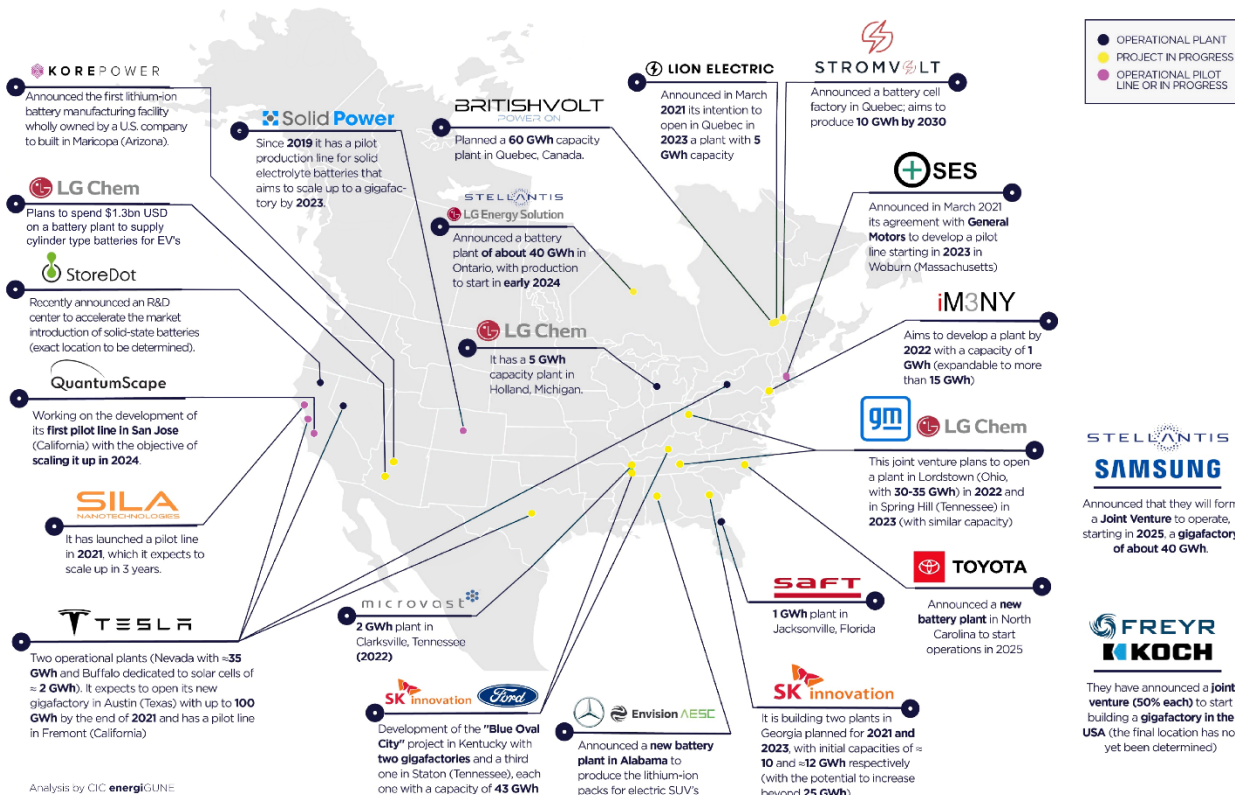 KOREPOWER
Announced the first lithium-ion
battery manufacturing facility
wholly owned by a U.S. company
to built in Maricopa (Arizona).
LG Chem
Plans to spend $1.3bn USD
on a battery plant to supply
cylinder type batteries for EV's
StoreDot
Recently announced an R&D
center to accelerate the market
introduction of solid-state batteries
(exact location to be determined).
QuantumScape
Working on the development of
its first pilot line in San Jose
(California) with the objective of
scaling it up in 2024.
SILA
NANOTECHNOLOGIES
It has launched a pilot line
in 2021, which it expects to
scale up in 3 years.
TESLA
Two operational plants (Nevada with ≈35
GWh and Buffalo dedicated to solar cells of
≈ 2 GWh). It expects to open its new
gigafactory in Austin (Texas) with up to 100
GWh by the end of 2021 and has a pilot line
in Fremont (California)
Analysis by CIC energiGUNE
Solid Power
Since 2019 it has a pilot
production line for solid
electrolyte batteries that
aims to scale up to a gigafac-
tory by 2023.
BRITISHVOLT
POWER ON
Planned a 60 GWh capacity
plant in Quebec, Canada.
STELLANTIS
LG Energy Solution
Announced a battery
plant of about 40 GWh in
Ontario, with production
to start in early 2024
LG Chem
It has a 5 GWh
capacity plant in
Holland, Michigan.
microvast
2 GWh plant in
Clarksville, Tennessee
(2022)
SK innovation
Ford
Development of the "Blue Oval
City" project in Kentucky with
two gigafactories and a third
one in Staton (Tennessee), each
one with a capacity of 43 GWh
Envision AESC
Announced a new battery
plant in Alabama to
produce the lithium-ion
packs for electric SUV's
LION ELECTRIC
Announced in March
2021 its intention to
open in Quebec in
2023 a plant with 5
GWh capacity
STROMVOLT
Announced a battery cell
factory in Quebec; aims to
produce 10 GWh by 2030
SES
Announced in March 2021
its agreement with General
Motors to develop a pilot
line starting in 2023 in
Woburn (Massachusetts)
iM3NY
Aims to develop a plant by
2022 with a capacity of 1
GWh (expandable to more
than 15 GWh)
gm
LG Chem
This joint venture plans to open
a plant in Lordstown (Ohio,
with 30-35 GWh) in 2022 and
in Spring Hill (Tennessee) in
2023 (with similar capacity)
TOYOTA
Announced a new
battery plant in North
Carolina to start
operations in 2025
saft
1 GWh plant in
Jacksonville, Florida
SK innovation
It is building two plants in
Georgia planned for 2021 and
2023, with initial capacities of ≈
10 and ≈12 GWh respectively
(with the potential to increase
beyond 25 GWh)
OPERATIONAL PLANT
PROJECT IN PROGRESS
OPERATIONAL PILOT
LINE OR IN PROGRESS
STELLANTIS
SAMSUNG
Announced that they will form
a Joint Venture to operate,
starting in 2025, a gigafactory
of about 40 GWh.
FREYR
KOCH
They have announced a joint
venture (50% each) to start
building a gigafactory in the
USA (the final location has no
yet been determined)